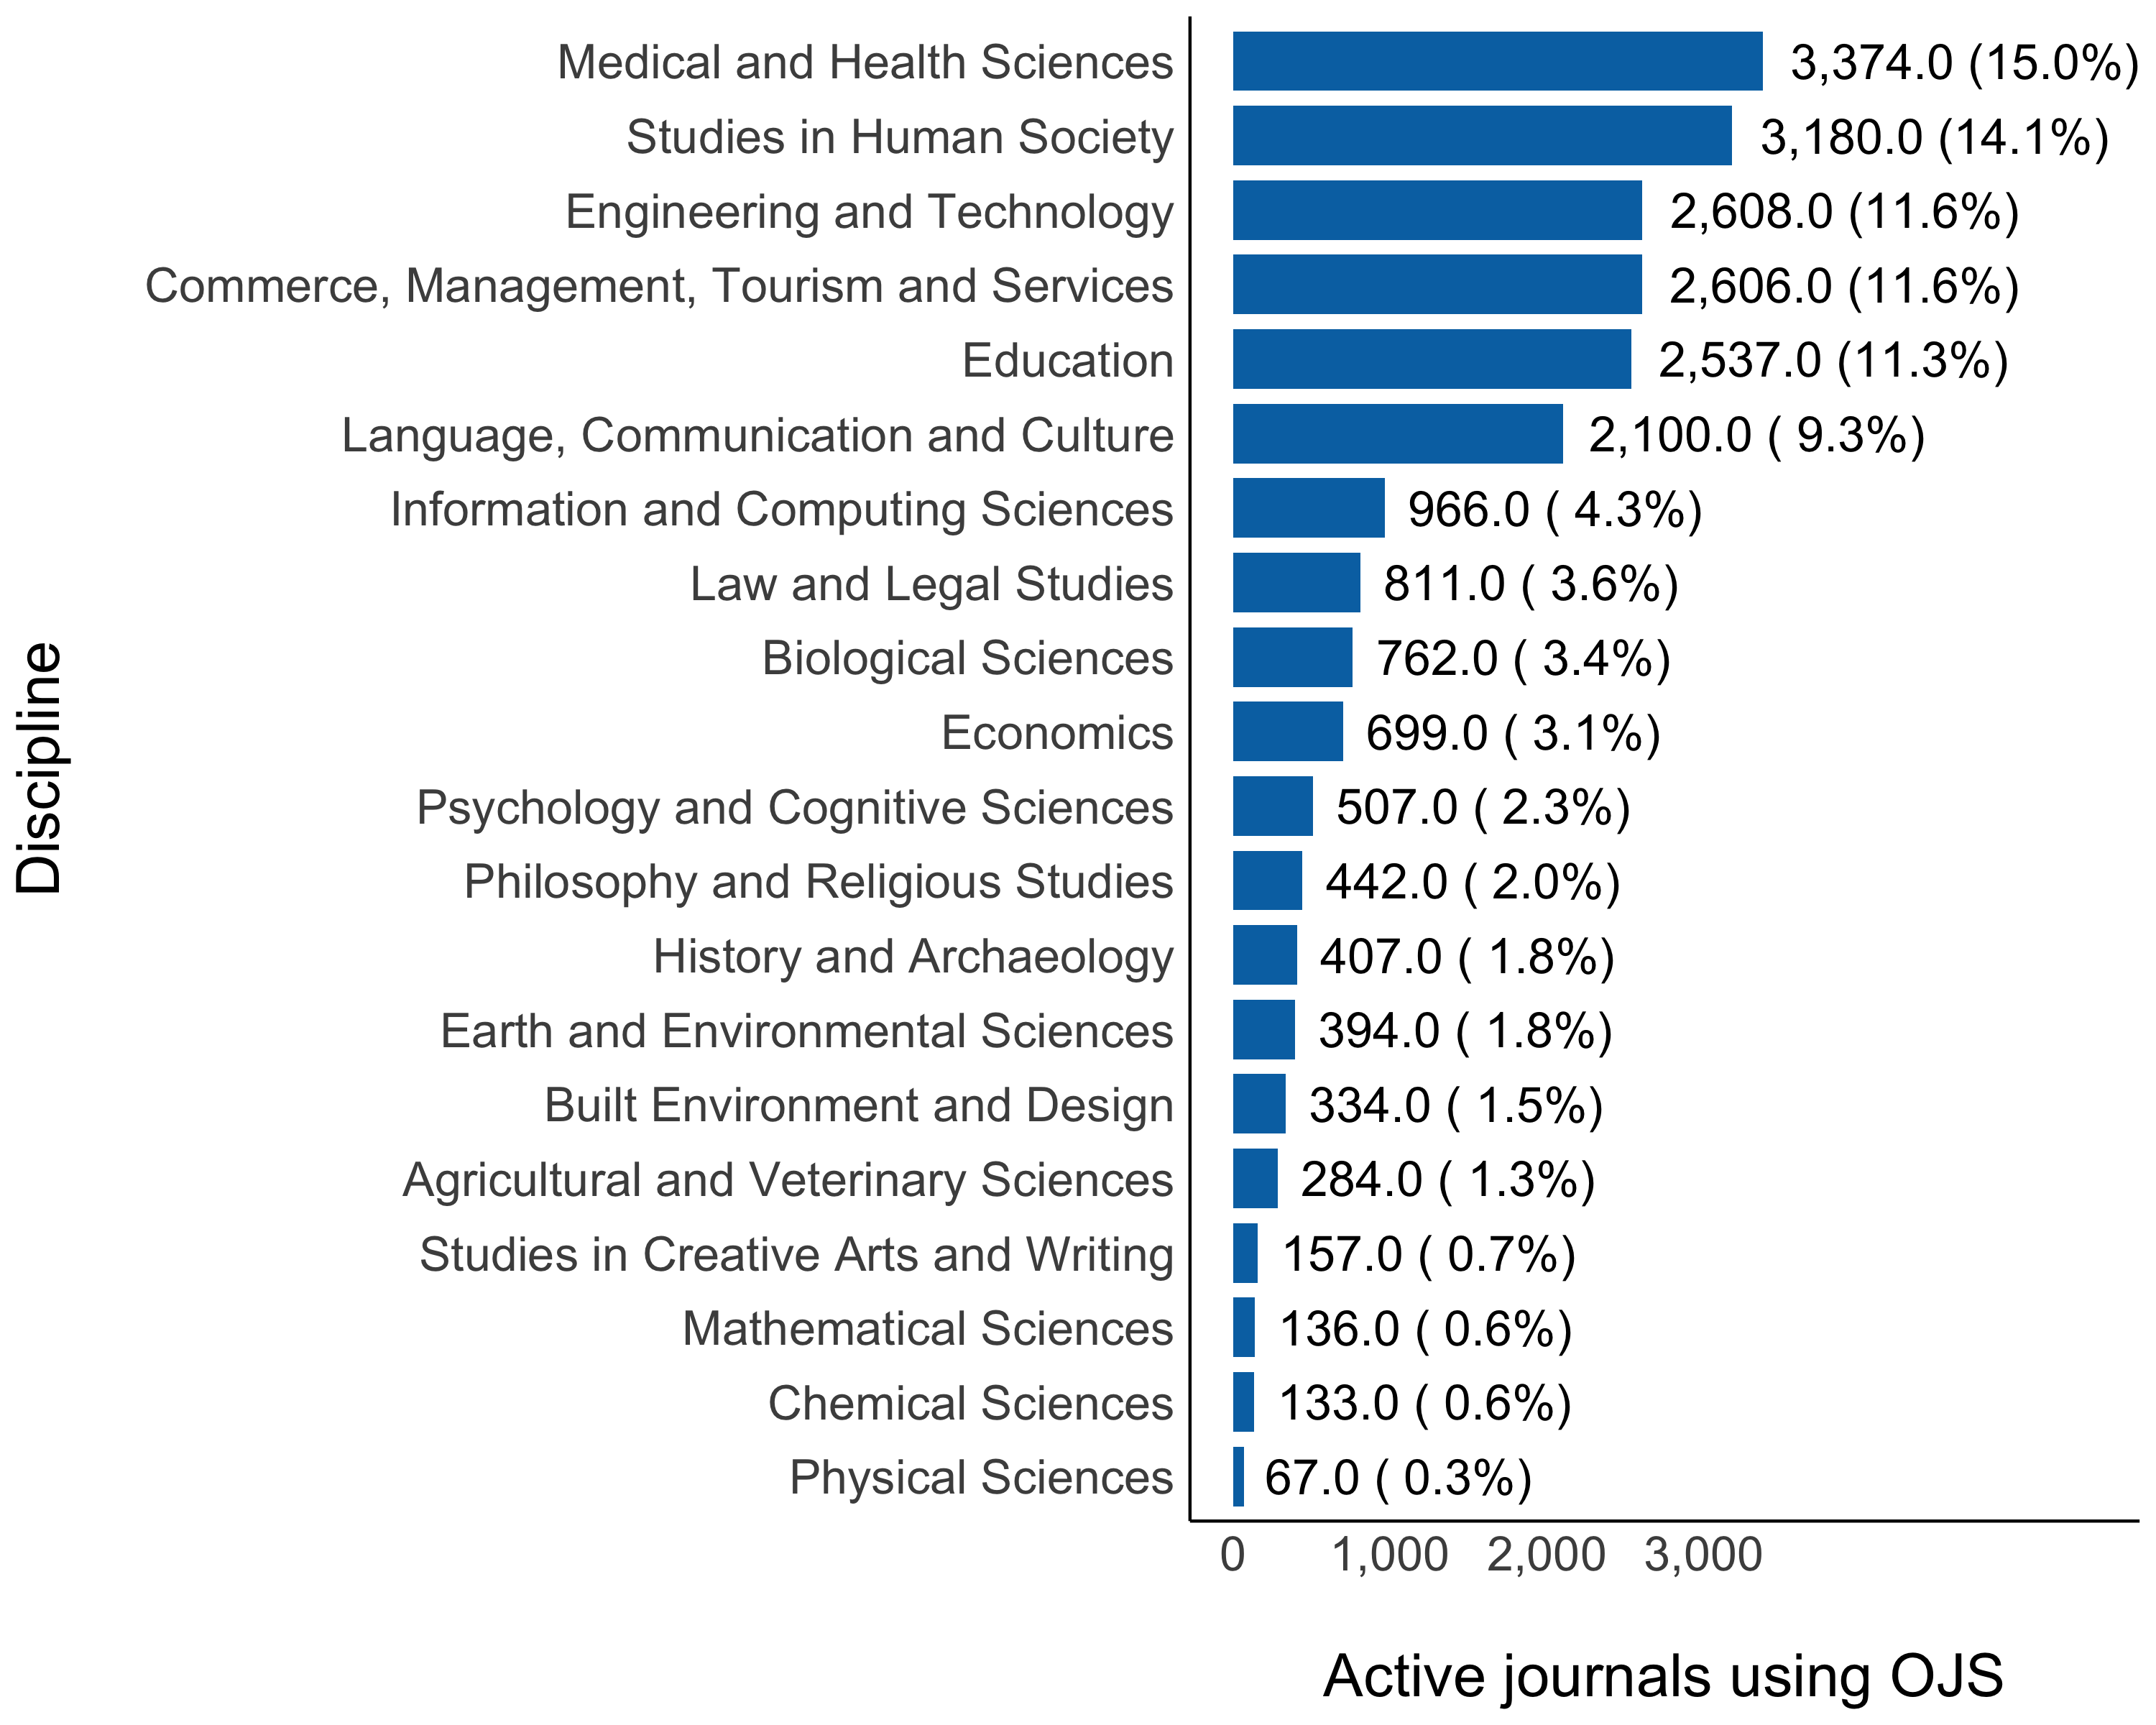 Medical and Health Sciences 3,374.0 (15.0%)
Studies in Human Society 3,180.0 (14.1%)
Engineering and Technology 2,608.0 (11.6%)
Commerce, Management, Tourism and Services 2,606.0 (11.6%)
Education 2,537.0 (11.3%)
Language, Communication and Culture 2,100.0 ( 9.3%)
Information and Computing Sciences 966.0 ( 4.3%)
Law and Legal Studies 811.0 ( 3.6%)
Biological Sciences 762.0 ( 3.4%)
Economics 699.0 ( 3.1%)
Psychology and Cognitive Sciences 507.0 ( 2.3%)
Philosophy and Religious Studies 442.0 ( 2.0%)
History and Archaeology 407.0 ( 1.8%)
Earth and Environmental Sciences 394.0 ( 1.8%)
Built Environment and Design 334.0 ( 1.5%)
Agricultural and Veterinary Sciences 284.0 ( 1.3%)
Studies in Creative Arts and Writing 157.0 ( 0.7%)
Mathematical Sciences 136.0 ( 0.6%)
Chemical Sciences 133.0 ( 0.6%)
Physical Sciences 67.0 ( 0.3%)
Discipline
0 1,000 2,000 3,000
Active journals using OJS